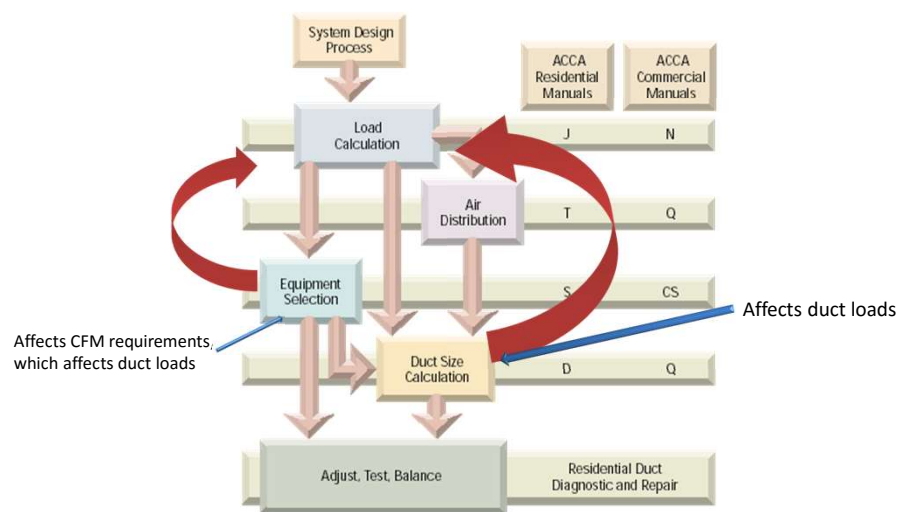 System Design
Process
ACCA
Residential
Manuals
ACCA
Commercial
Manuals
Load
Calculation
J
N
Air
Distribution
T
Q
Equipment
Selection
S
CS
Affects duct loads
Affects CFM requirements,
which affects duct loads
Duct Size
Calculation
D
Q
Adjust, Test, Balance
Residential Duct
Diagnostic and Repair